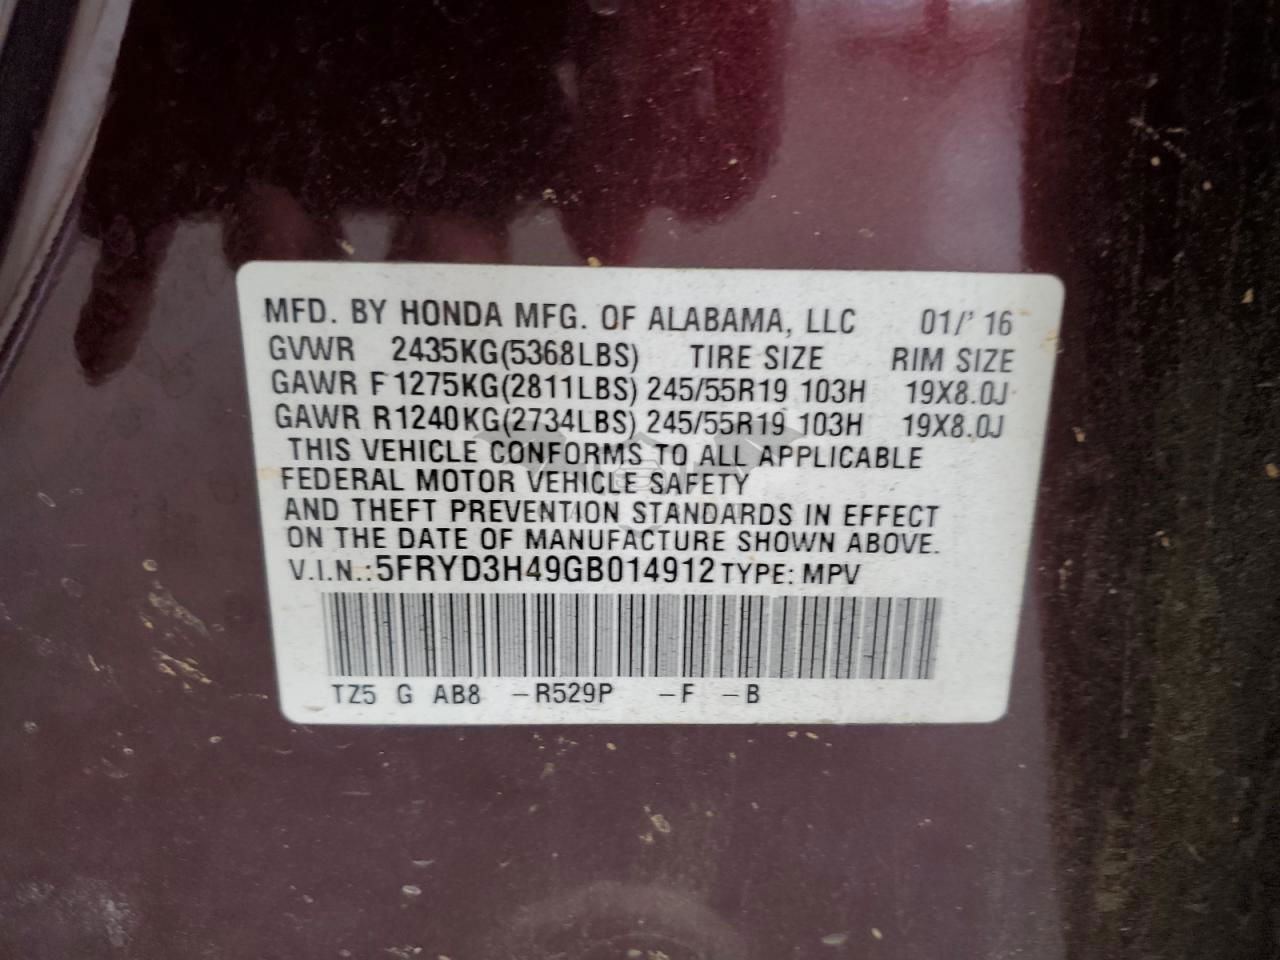 MFD. BY HONDA MFG. OF ALABAMA, LLC 01/' 16
GVWR 2435KG(5368LBS) TIRE SIZE RIM SIZE
GAWR F 1275KG(2811LBS) 245/55R19 103H 19X8.0J
GAWR R1240KG(2734LBS) 245/55R19 103H 19X8.0J
THIS VEHICLE CONFORMS TO ALL APPLICABLE
FEDERAL MOTOR VEHICLE SAFETY
AND THEFT PREVENTION STANDARDS IN EFFECT
ON THE DATE OF MANUFACTURE SHOWN ABOVE.
V.I.N.:5FRYD3H49GB014912 TYPE: MPV
TZ5 G AB8 -R529P -F -B